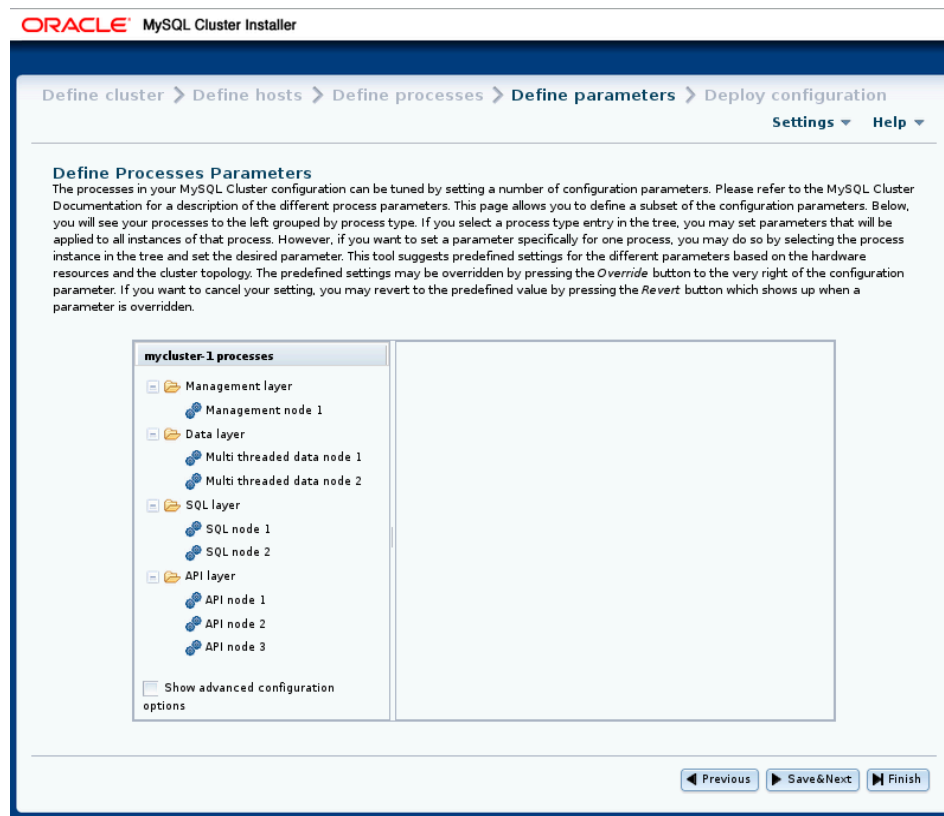 ORACLE® MySQL Cluster Installer
Define cluster > Define hosts > Define processes > Define parameters > Deploy configuration
Settings Help
Define Processes Parameters
The processes in your MySQL Cluster configuration can be tuned by setting a number of configuration parameters. Please refer to the MySQL Cluster
Documentation for a description of the different process parameters. This page allows you to define a subset of the configuration parameters. Below,
you will see your processes to the left grouped by process type. If you select a process type entry in the tree, you may set parameters that will be
applied to all instances of that process. However, if you want to set a parameter specifically for one process, you may do so by selecting the process
instance in the tree and set the desired parameter. This tool suggests predefined settings for the different parameters based on the hardware
resources and the cluster topology. The predefined settings may be overridden by pressing the Override button to the very right of the configuration
parameter. If you want to cancel your setting, you may revert to the predefined value by pressing the Revert button which shows up when a
parameter is overridden.
mycluster-1 processes
Management layer
Management node 1
Data layer
Multi threaded data node 1
Multi threaded data node 2
SQL layer
SQL node 1
SQL node 2
API layer
API node 1
API node 2
API node 3
Show advanced configuration
options
Previous Save&Next Finish